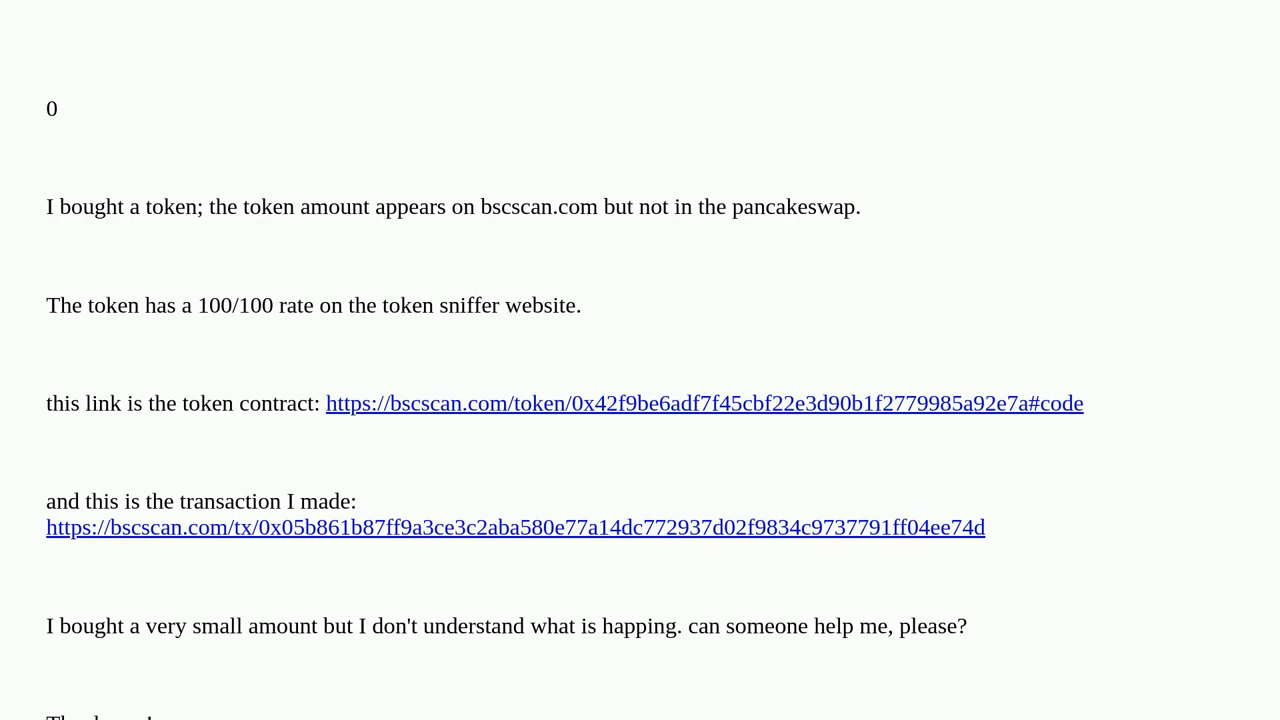 0
I bought a token; the token amount appears on bscscan.com but not in the pancakeswap.
The token has a 100/100 rate on the token sniffer website.
this link is the token contract: https://bscscan.com/token/0x42f9be6adf7f45cbf22e3d90b1f2779985a92e7a#code
and this is the transaction I made:
https://bscscan.com/tx/0x05b861b87ff9a3ce3c2aba580e77a14dc772937d02f9834c9737791ff04ee74d
I bought a very small amount but I don't understand what is happing. can someone help me, please?